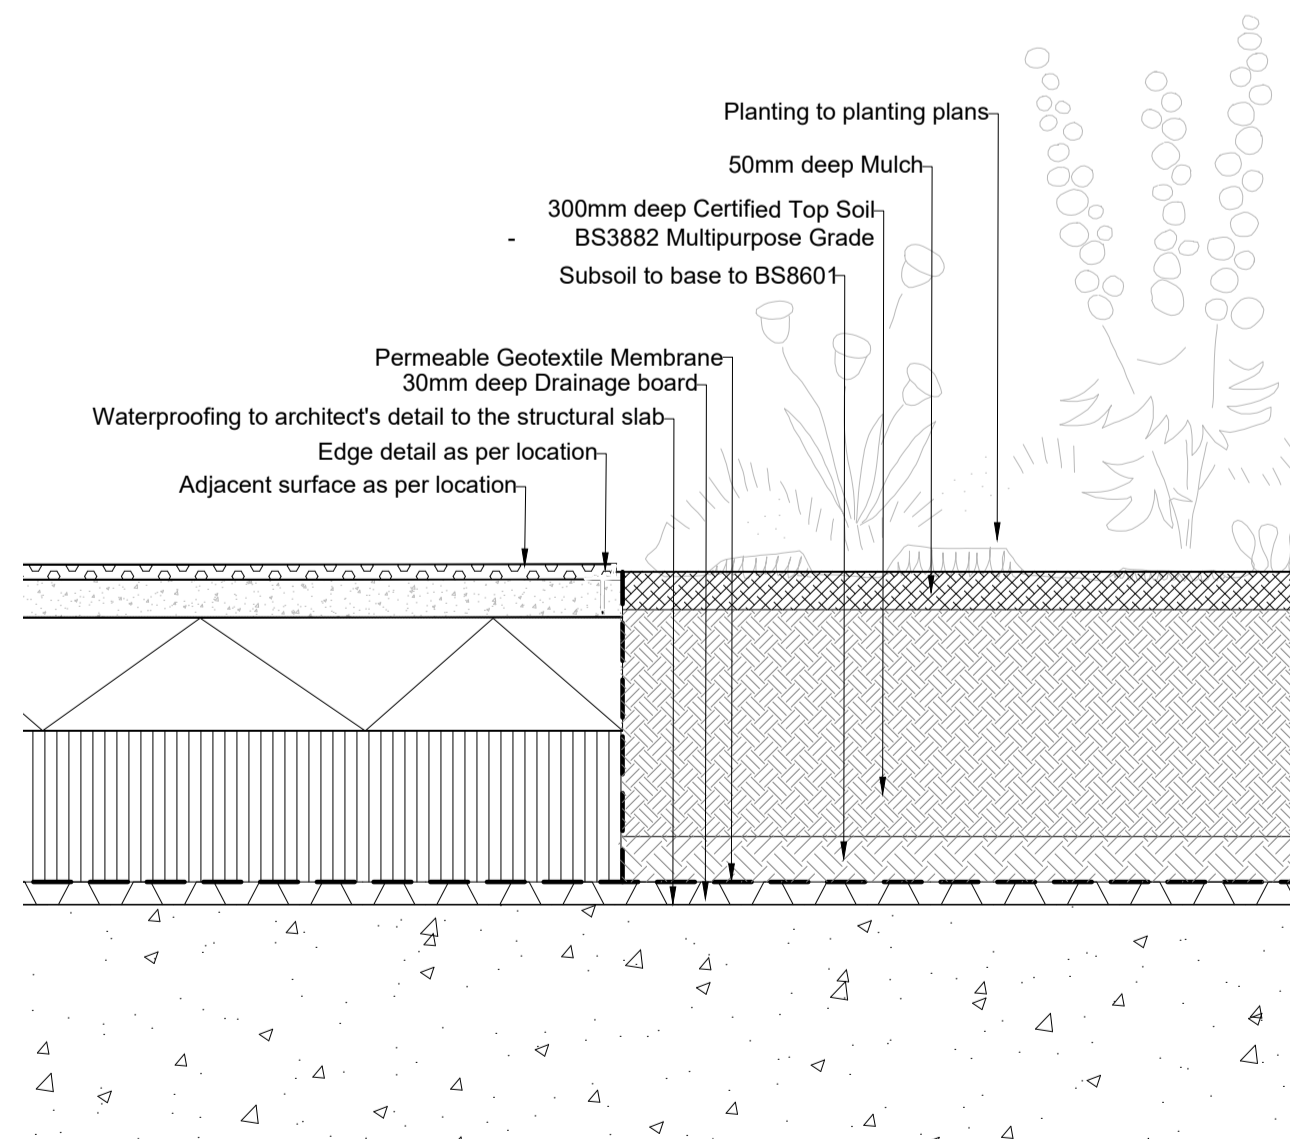 Planting to planting plans
50mm deep Mulch
300mm deep Certified Top Soil
- BS3882 Multipurpose Grade
Subsoil to base to BS8601
Permeable Geotextile Membrane
30mm deep Drainage board
Waterproofing to architect's detail to the structural slab
Edge detail as per location
Adjacent surface as per location